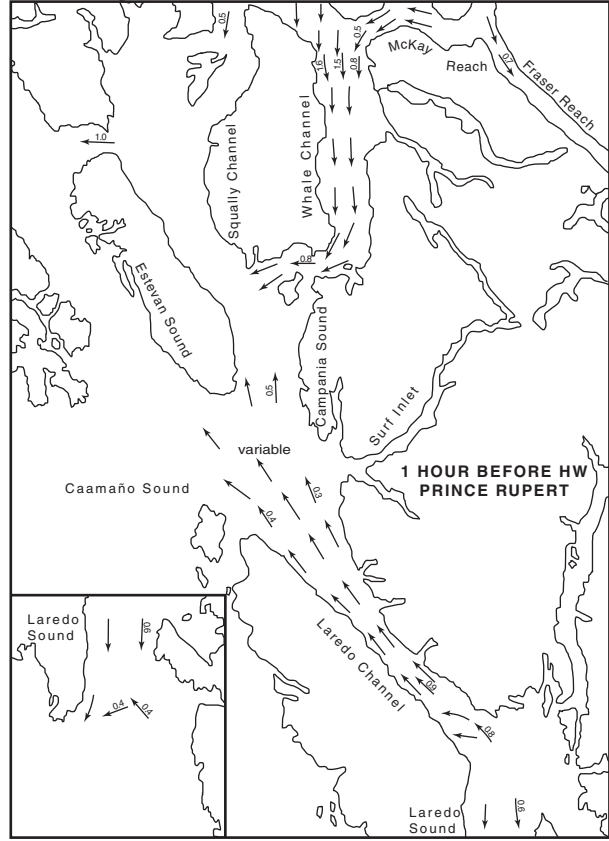 0.5
0.5
McKay
Reach
0.7
Fraser Reach
1.6
1.5
0.8
1.0
Squally Channel
Whale Channel
0.8
Estevan Sound
Campania Sound
0.5
Surf Inlet
variable
Caamaño Sound
1 HOUR BEFORE HW
PRINCE RUPERT
0.3
0.4
Laredo Channel
0.9
0.8
Laredo
Sound
0.6
0.4
0.4
Laredo
Sound
0.6